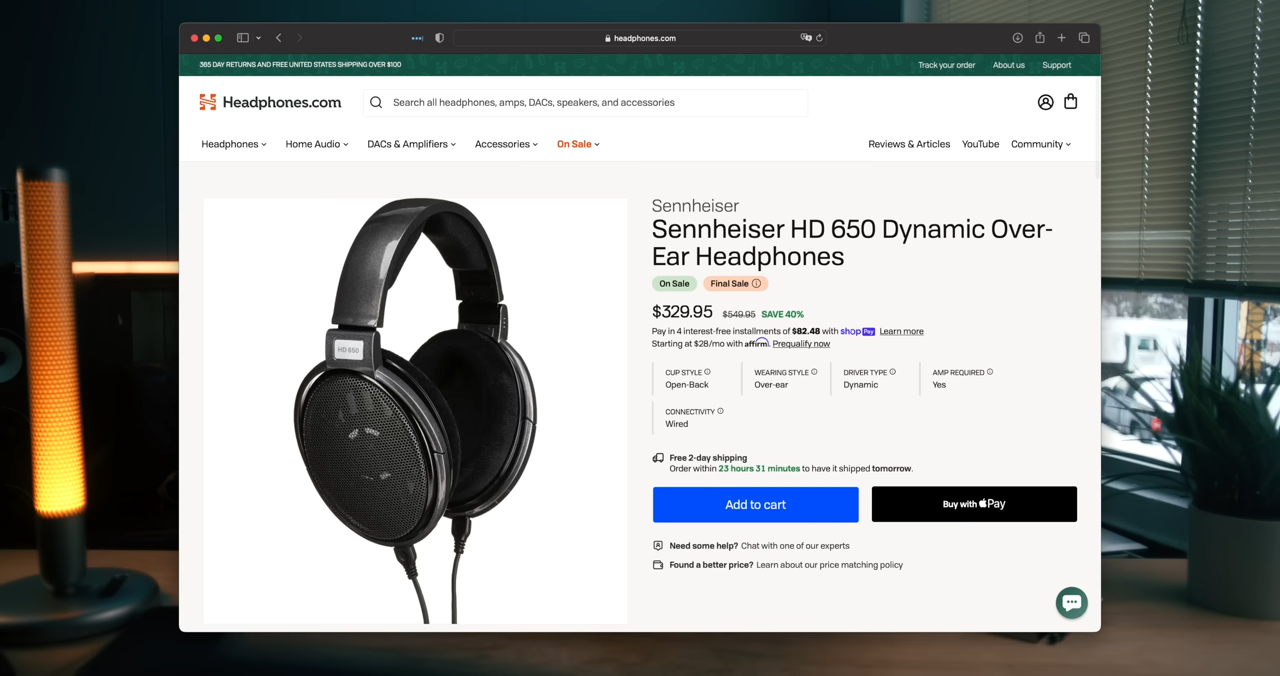 headphones.com
365 DAY RETURNS AND FREE UNITED STATES SHIPPING OVER $100
Track your order About us Support
Headphones.com
Search all headphones, amps, DACs, speakers, and accessories
Headphones Home Audio DACs & Amplifiers Accessories On Sale Reviews & Articles YouTube Community
Sennheiser
Sennheiser HD 650 Dynamic Over-
Ear Headphones
On Sale Final Sale
$329.95 $549.95 SAVE 40%
Pay in 4 interest-free installments of $82.48 with shop Pay Learn more
Starting at $28/mo with affirm. Prequalify now
CUP STYLE WEARING STYLE DRIVER TYPE AMP REQUIRED
Open-Back Over-ear Dynamic Yes
CONNECTIVITY
Wired
Free 2-day shipping
Order within 23 hours 31 minutes to have it shipped tomorrow.
Add to cart Buy with Pay
Need some help? Chat with one of our experts
Found a better price? Learn about our price matching policy
HD 650